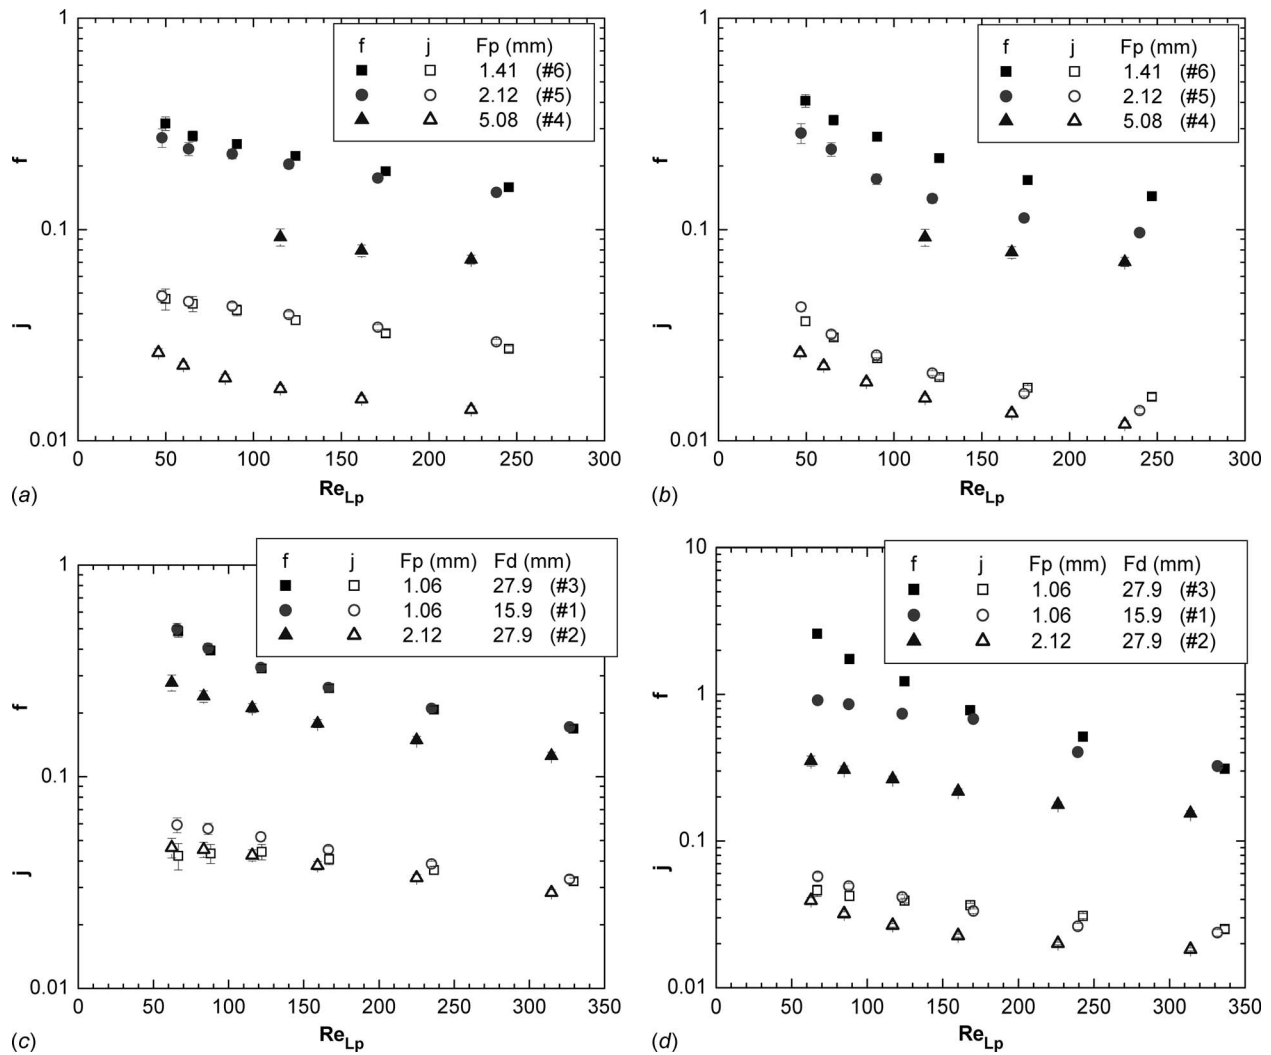 f j Fp (mm)
1.41 (#6)
2.12 (#5)
5.08 (#4)
1
0.1
0.01
f
j
0 50 100 150 200 250 300
Re_Lp
(a)
f j Fp (mm)
1.41 (#6)
2.12 (#5)
5.08 (#4)
1
0.1
0.01
f
j
0 50 100 150 200 250 300
Re_Lp
(b)
f j Fp (mm) Fd (mm)
1.06 27.9 (#3)
1.06 15.9 (#1)
2.12 27.9 (#2)
1
0.1
0.01
f
j
0 50 100 150 200 250 300 350
Re_Lp
(c)
f j Fp (mm) Fd (mm)
1.06 27.9 (#3)
1.06 15.9 (#1)
2.12 27.9 (#2)
10
1
0.1
0.01
f
j
0 50 100 150 200 250 300 350
Re_Lp
(d)